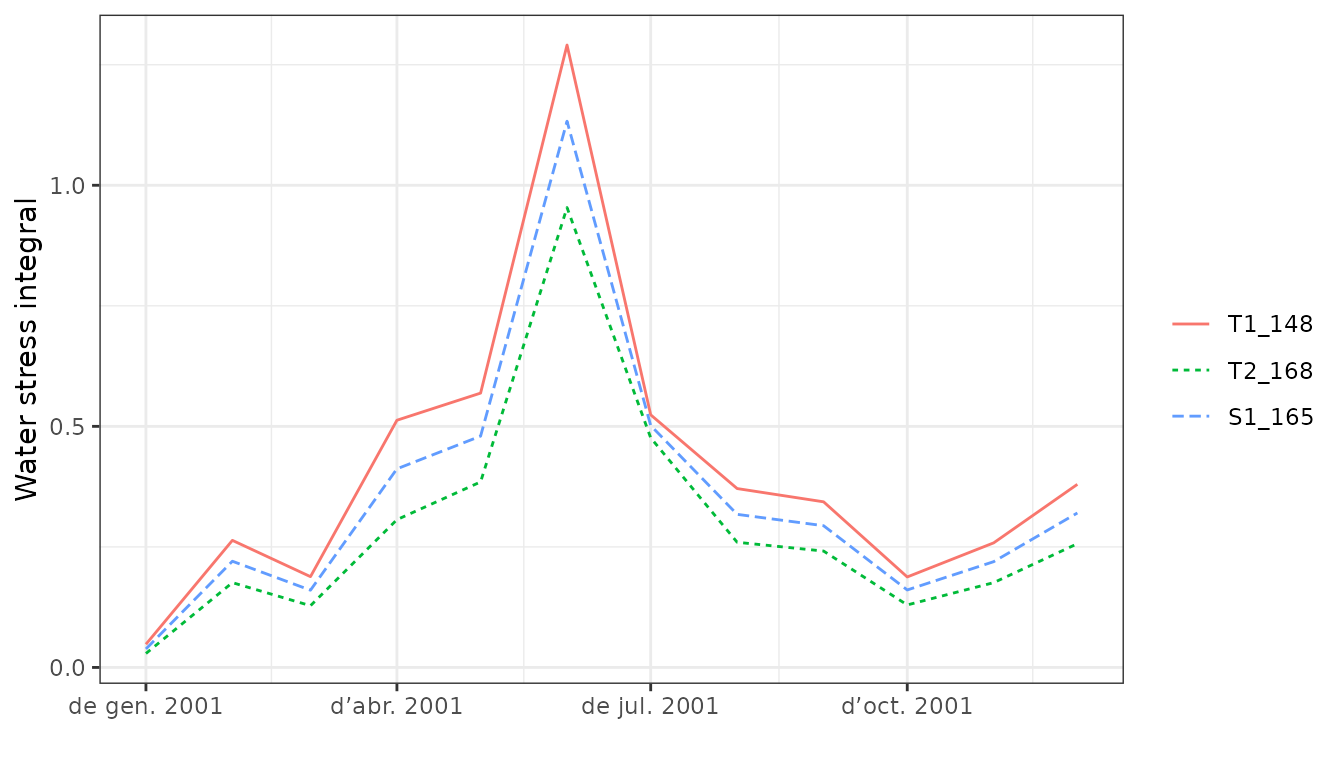 Water stress integral
1.0
0.5
0.0
de gen. 2001
d’abr. 2001
de jul. 2001
d’oct. 2001
T1_148
T2_168
S1_165